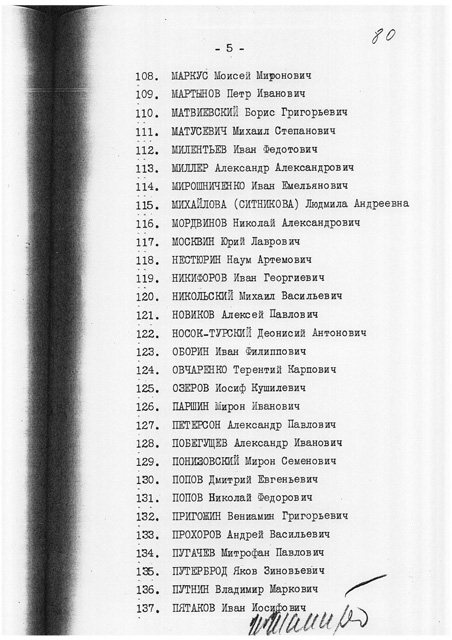 80
- 5 -
108. МАРКУС Моисей Миронович
109. МАРТЫНОВ Петр Иванович
110. МАТВИЕВСКИЙ Борис Григорьевич
111. МАТУСЕВИЧ Михаил Степанович
112. МИЛЕНТЬЕВ Иван Федотович
113. МИЛЛЕР Александр Александрович
114. МИРОШНИЧЕНКО Иван Емельянович
115. МИХАЙЛОВА (СИТНИКОВА) Людмила Андреевна
116. МОРДВИНОВ Николай Александрович
117. МОСКВИН Юрий Лаврович
118. НЕСТЮРИН Наум Артемович
119. НИКИФОРОВ Иван Георгиевич
120. НИКОЛЬСКИЙ Михаил Васильевич
121. НОВИКОВ Алексей Павлович
122. НОСОК-ТУРСКИЙ Деонисий Антонович
123. ОБОРИН Иван Филиппович
124. ОВЧАРЕНКО Терентий Карпович
125. ОЗЕРОВ Иосиф Кушилевич
126. ПАРШИН Мирон Иванович
127. ПЕТЕРСОН Александр Павлович
128. ПОБЕГУЩЕВ Александр Иванович
129. ПОНИЗОВСКИЙ Мирон Семенович
130. ПОПОВ Дмитрий Евгеньевич
131. ПОПОВ Николай Федорович
132. ПРИГОЖИН Вениамин Григорьевич
133. ПРОХОРОВ Андрей Васильевич
134. ПУГАЧЕВ Митрофан Павлович
135. ПУТЕРБРОД Яков Зиновьевич
136. ПУТНИН Владимир Маркович
137. ПЯТАКОВ Иван Иосифович